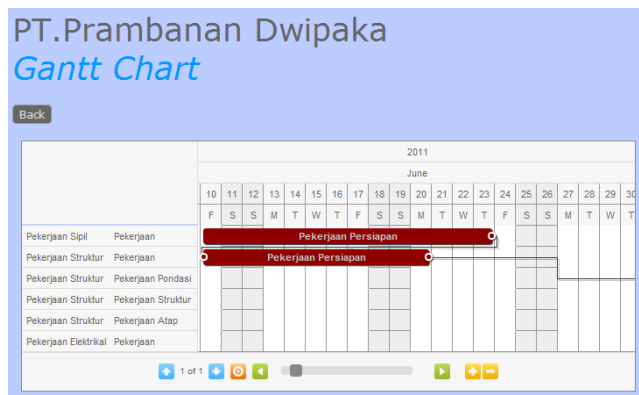 PT.Prambanan Dwipaka
Gantt Chart
Back
2011
June
10 11 12 13 14 15 16 17 18 19 20 21 22 23 24 25 26 27 28 29 30
F S S M T W T F S S M T W T F S S M T W T
Pekerjaan Sipil Pekerjaan Pekerjaan Persiapan
Pekerjaan Struktur Pekerjaan Pekerjaan Persiapan
Pekerjaan Struktur Pekerjaan Pondasi
Pekerjaan Struktur Pekerjaan Struktur
Pekerjaan Struktur Pekerjaan Atap
Pekerjaan Elektrikal Pekerjaan
1 of 1